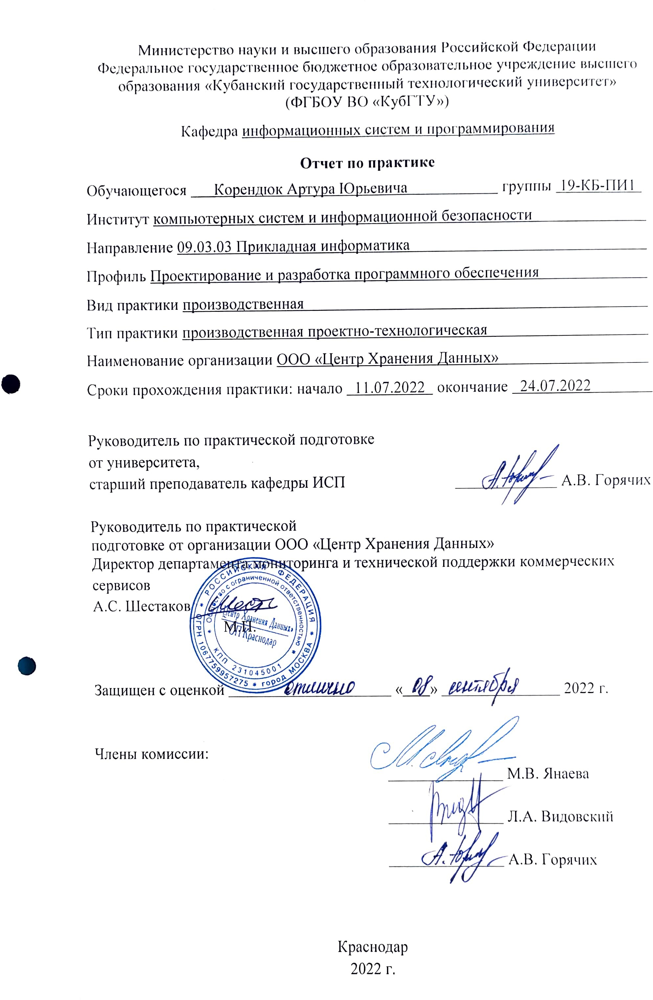 Министерство науки и высшего образования Российской Федерации
Федеральное государственное бюджетное образовательное учреждение высшего
образования «Кубанский государственный технологический университет»
(ФГБОУ ВО «КубГТУ»)
Кафедра информационных систем и программирования
Отчет по практике
Обучающегося Корендюк Артура Юрьевича группы 19-КБ-ПИ1
Институт компьютерных систем и информационной безопасности
Направление 09.03.03 Прикладная информатика
Профиль Проектирование и разработка программного обеспечения
Вид практики производственная
Тип практики производственная проектно-технологическая
Наименование организации ООО «Центр Хранения Данных»
Сроки прохождения практики: начало 11.07.2022 окончание 24.07.2022
Руководитель по практической подготовке
от университета,
старший преподаватель кафедры ИСП А.В. Горячих
Руководитель по практической
подготовке от организации ООО «Центр Хранения Данных»
Директор департамента мониторинга и технической поддержки коммерческих
сервисов
А.С. Шестаков
М.П.
* РОССИЙСКАЯ ФЕДЕРАЦИЯ *
ОГРН 1067759957275 * город МОСКВА
* Общество с ограниченной ответственностью *
КПП 231045001
«Центр Хранения Данных»
ОП Краснодар
Защищен с оценкой отлично «08» сентября 2022 г.
Члены комиссии:
М.В. Янаева
Л.А. Видовский
А.В. Горячих
Краснодар
2022 г.